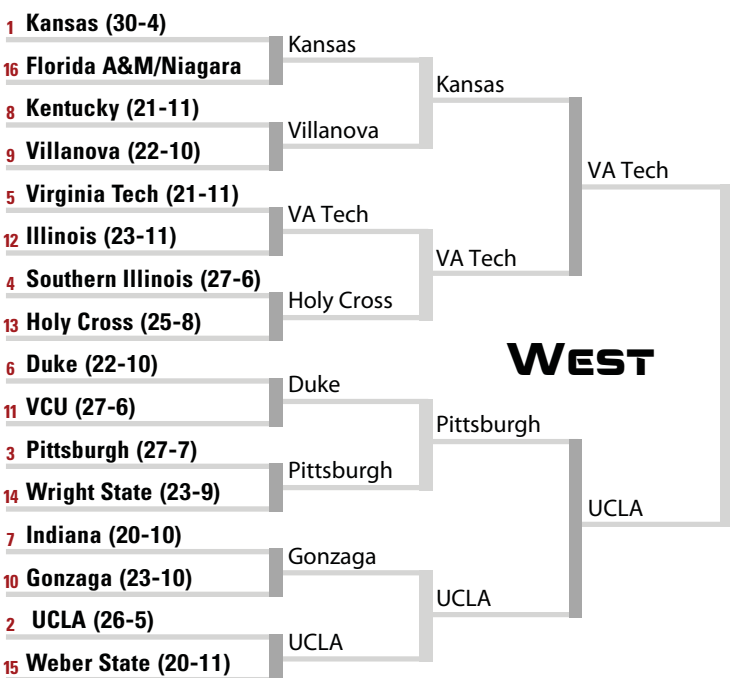 1 Kansas (30-4)
16 Florida A&M/Niagara
8 Kentucky (21-11)
9 Villanova (22-10)
5 Virginia Tech (21-11)
12 Illinois (23-11)
4 Southern Illinois (27-6)
13 Holy Cross (25-8)
6 Duke (22-10)
11 VCU (27-6)
3 Pittsburgh (27-7)
14 Wright State (23-9)
7 Indiana (20-10)
10 Gonzaga (23-10)
2 UCLA (26-5)
15 Weber State (20-11)
Kansas
Villanova
VA Tech
Holy Cross
Duke
Pittsburgh
Gonzaga
UCLA
Kansas
VA Tech
Pittsburgh
UCLA
VA Tech
UCLA
West